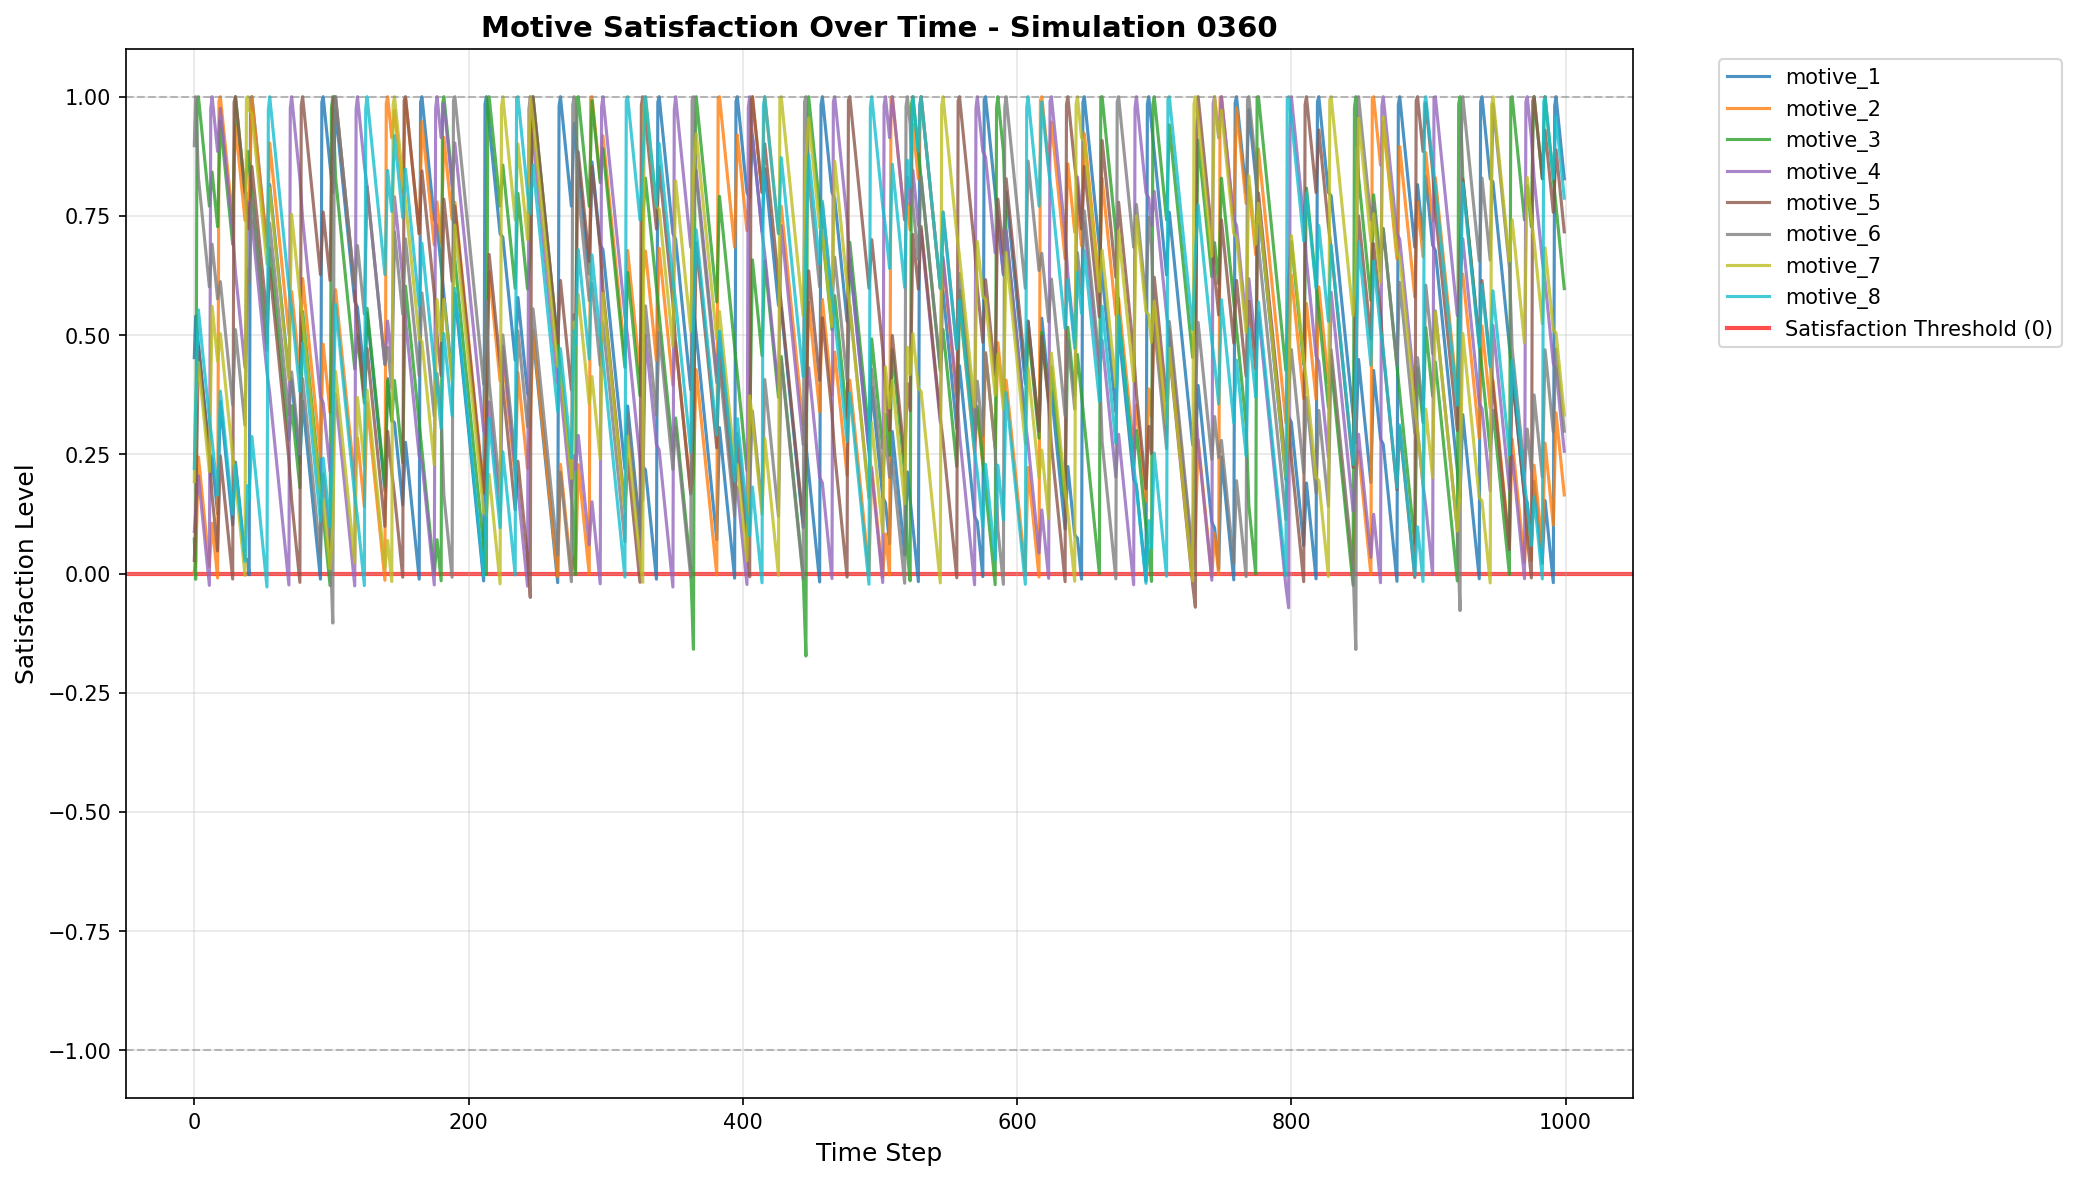 Motive Satisfaction Over Time - Simulation 0360
1.00
0.75
0.50
0.25
0.00
−0.25
−0.50
−0.75
−1.00
Satisfaction Level
0
200
400
600
800
1000
Time Step
motive_1
motive_2
motive_3
motive_4
motive_5
motive_6
motive_7
motive_8
Satisfaction Threshold (0)